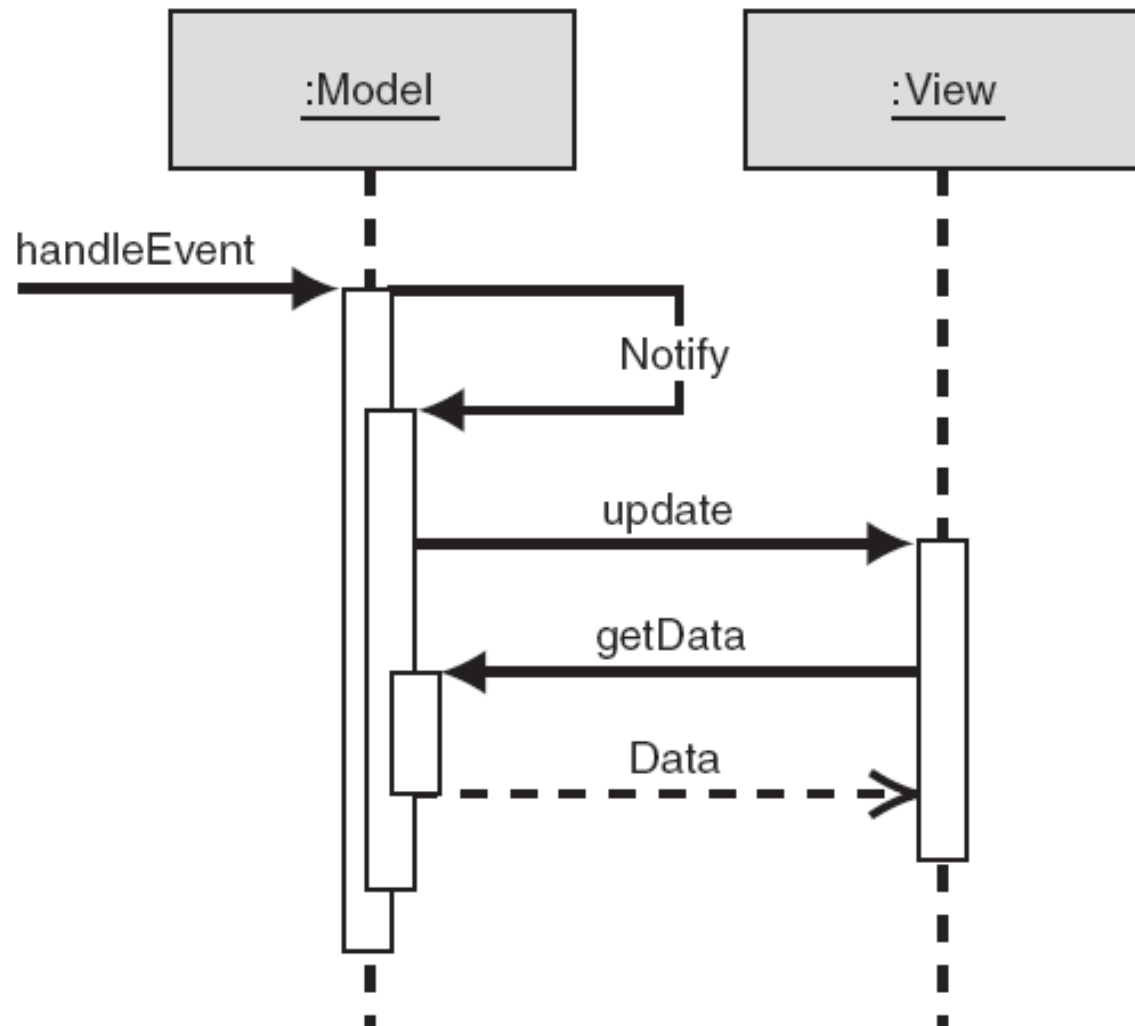 :Model
:View
handleEvent
Notify
update
getData
Data